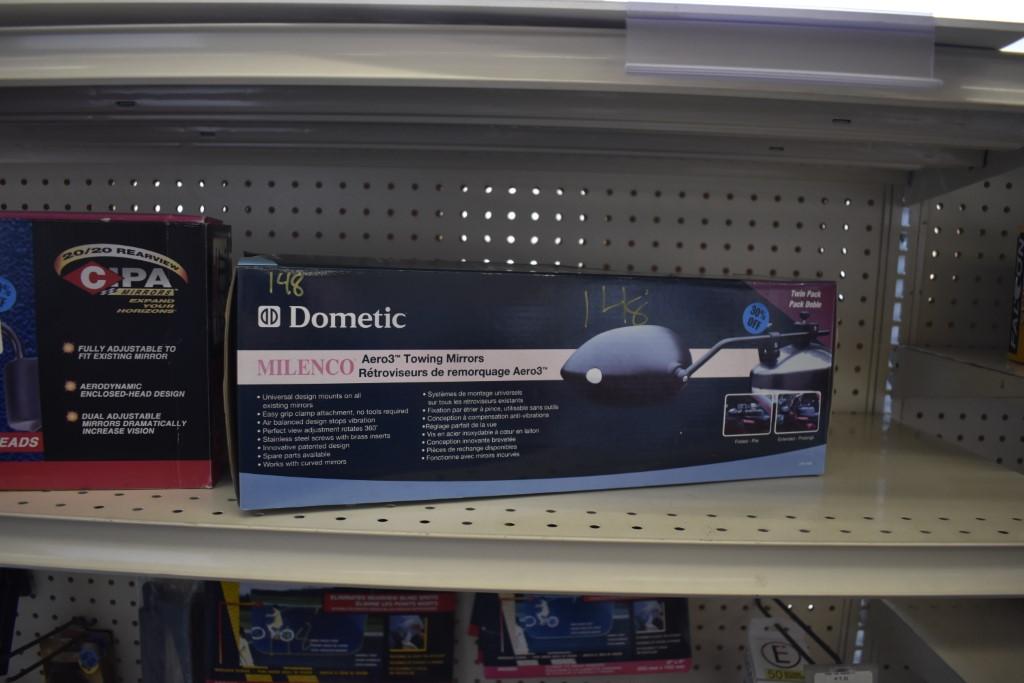 20/20 REARVIEW
CIPA
MIRRORS
EXPAND
YOUR
HORIZONS
FULLY ADJUSTABLE TO
FIT EXISTING MIRROR
AERODYNAMIC
ENCLOSED-HEAD DESIGN
DUAL ADJUSTABLE
MIRRORS DRAMATICALLY
INCREASE VISION
EADS
148
148
Dometic
Twin Pack
Pack Doble
30%
OFF
MILENCO
Aero3™ Towing Mirrors
Rétroviseurs de remorquage Aero3™
• Universal design mounts on all
existing mirrors
• Easy grip clamp attachment, no tools required
• Air balanced design stops vibration
• Perfect view adjustment rotates 360°
• Stainless steel screws with brass inserts
• Innovative patented design
• Spare parts available
• Works with curved mirrors
• Systèmes de montage universels
sur tous les rétroviseurs existants
• Fixation par étrier à pince, utilisable sans outils
• Conception à compensation anti-vibrations
• Réglage parfait de la vue
• Vis en acier inoxydable à cœur en laiton
• Conception innovante brevetée
• Pièces de rechange disponibles
• Fonctionne avec miroirs incurvés
FALCON
E
50